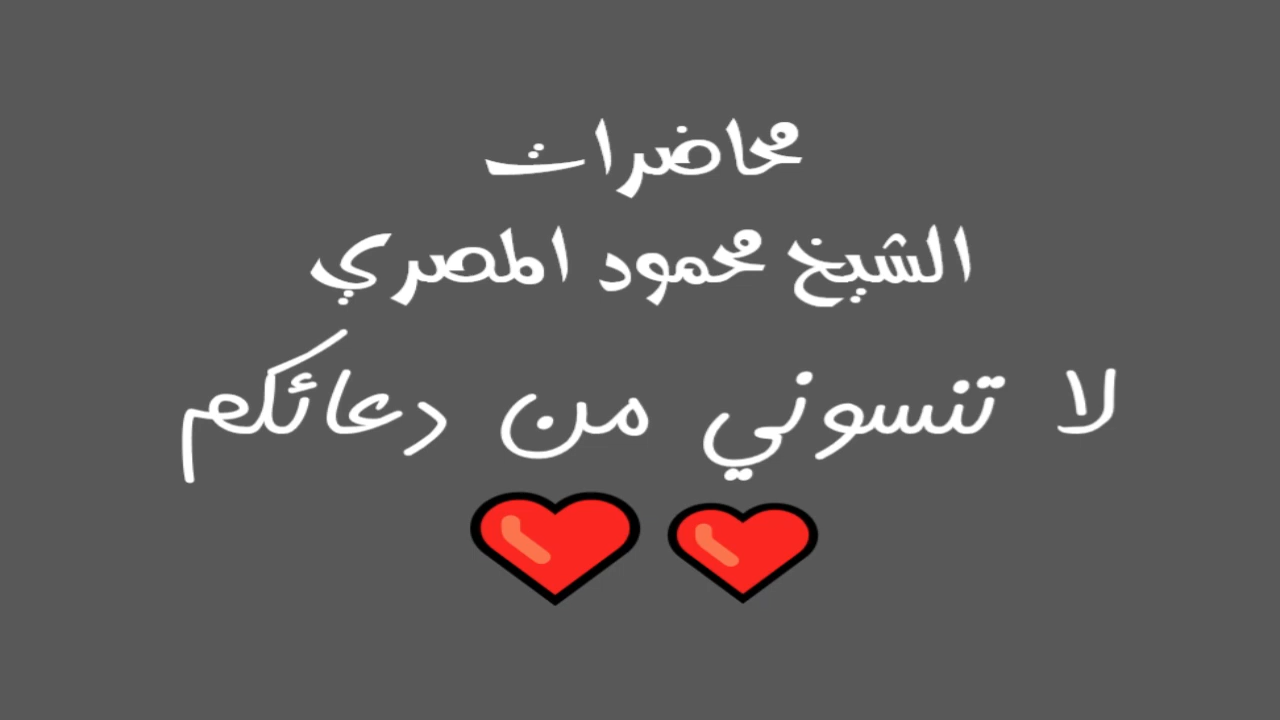 محاضرات
الشيخ محمود المصري
لا تنسوني من دعائكم